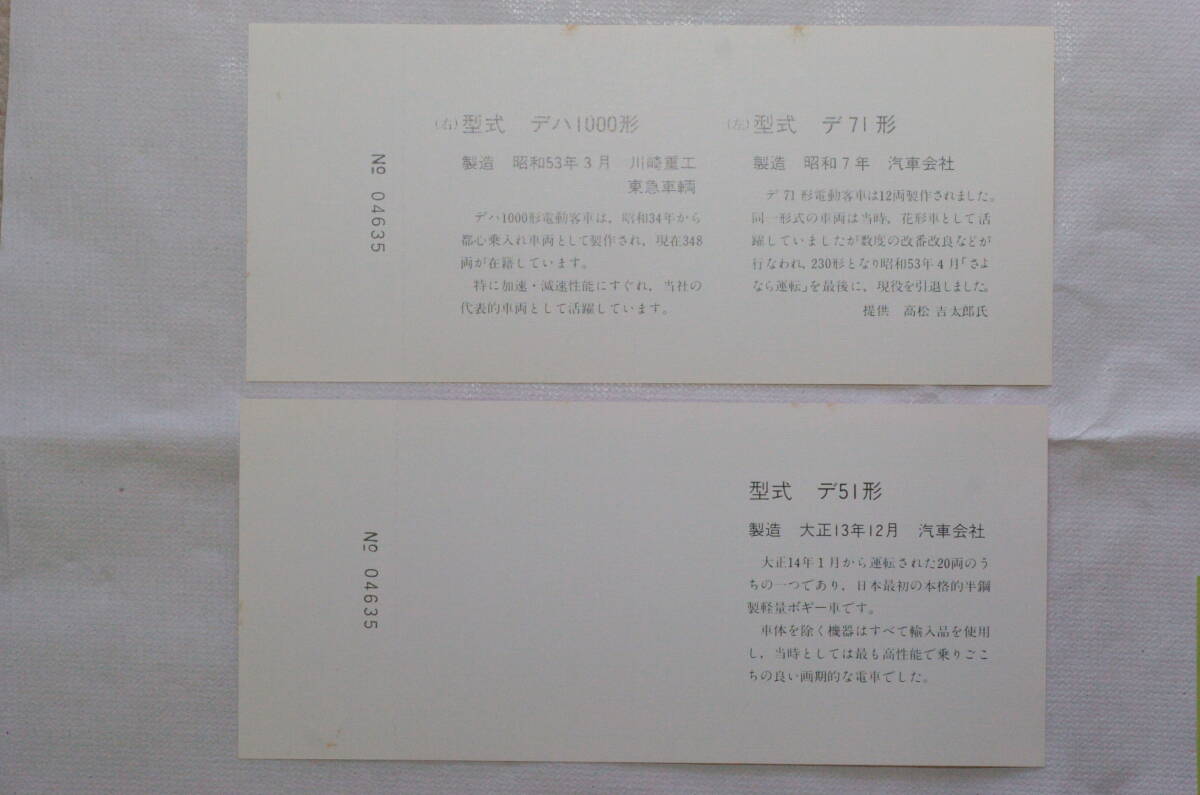 № 04635
(右)型式 デハ1000形
製造 昭和53年3月 川崎重工
東急車輌
デハ1000形電動客車は，昭和34年から
都心乗入れ車両として製作され，現在348
両が在籍しています。
特に加速・減速性能にすぐれ，当社の
代表的車両として活躍しています。
(左)型式 デ71形
製造 昭和7年 汽車会社
デ71形電動客車は12両製作されました。
同一形式の車両は当時，花形車として活
躍していましたが数度の改番改良などが
行なわれ，230形となり昭和53年4月「さよ
なら運転」を最後に，現役を引退しました。
提供 高松吉太郎氏
№ 04635
型式 デ51形
製造 大正13年12月 汽車会社
大正14年1月から運転された20両のう
ちの一つであり，日本最初の本格的半鋼
製軽量ボギー車です。
車体を除く機器はすべて輸入品を使用
し，当時としては最も高性能で乗りごこ
ちの良い画期的な電車でした。